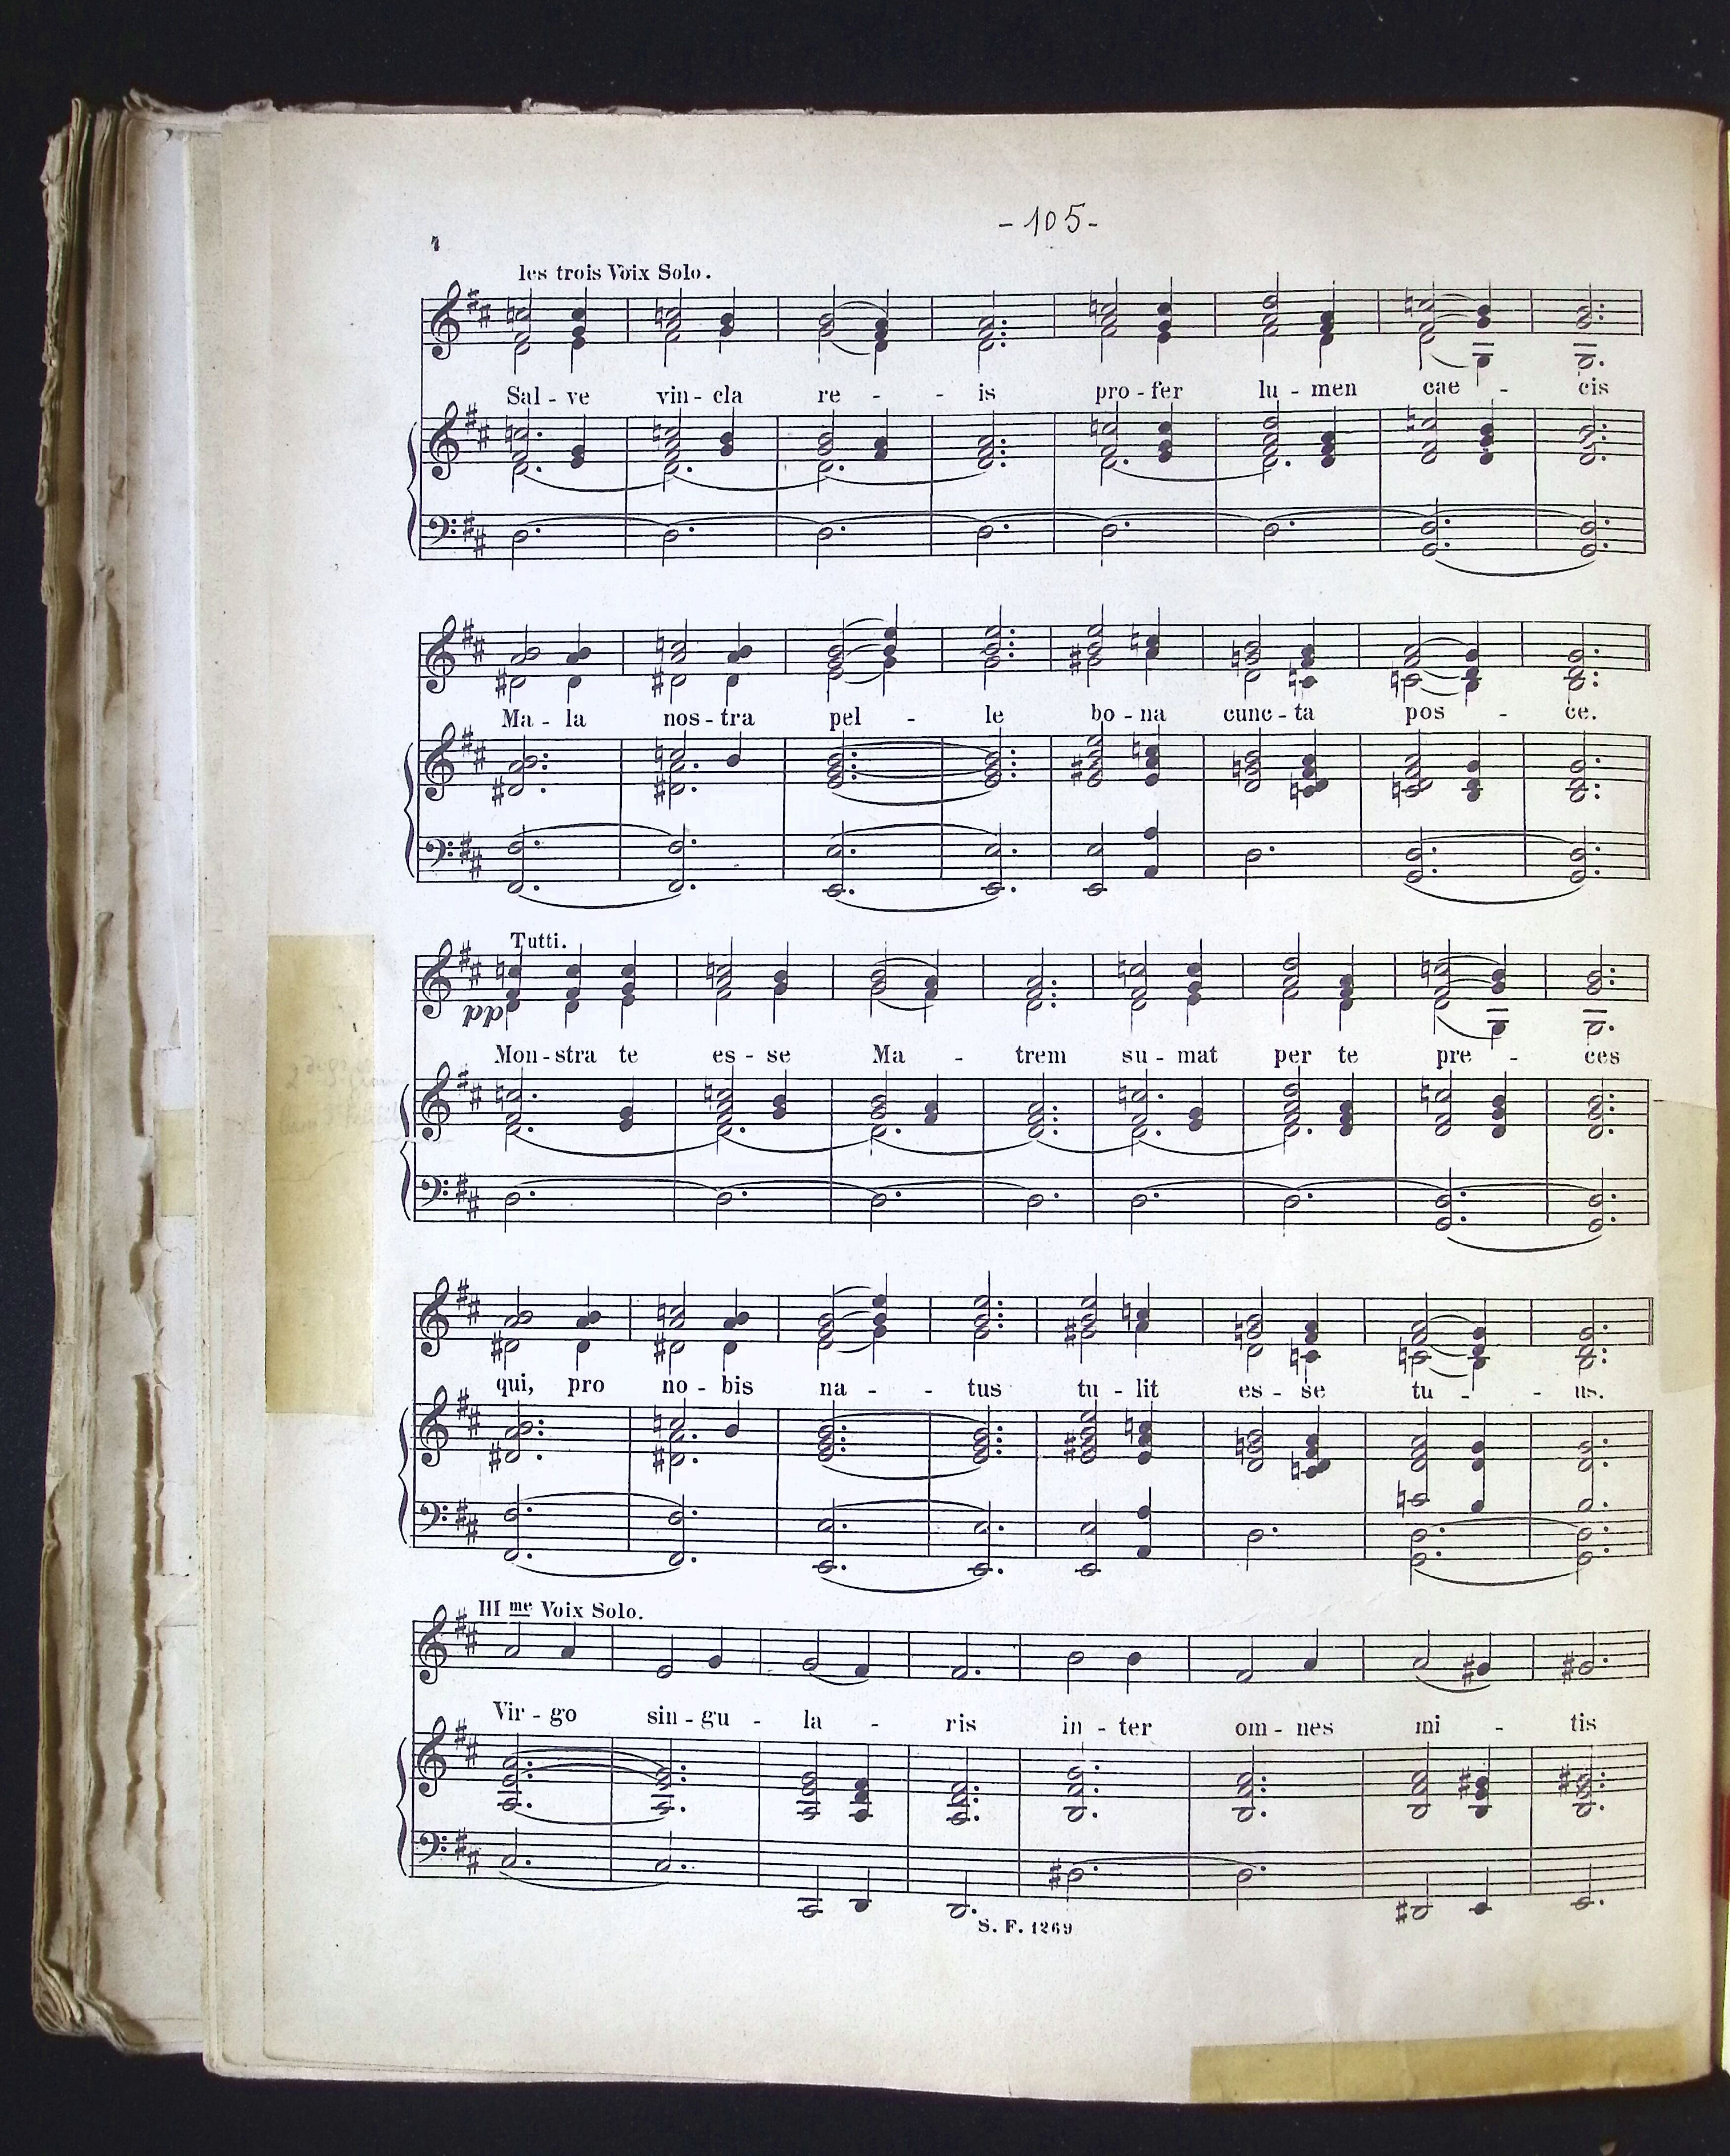 - 105 -
les trois Voix Solo.
Sal - ve vin - cla re - - is pro - fer lu - men cae - cis
Ma - la nos - tra pel - le bo - na cunc - ta pos - ce.
Tutti.
pp
Mon - stra te es - se Ma - trem su - mat per te pre - ces
qui, pro no - bis na - - tus tu - lit es - se tu - - us.
III me Voix Solo.
Vir - go sin - gu - la - ris in - ter om - nes mi - tis
S. F. 1269